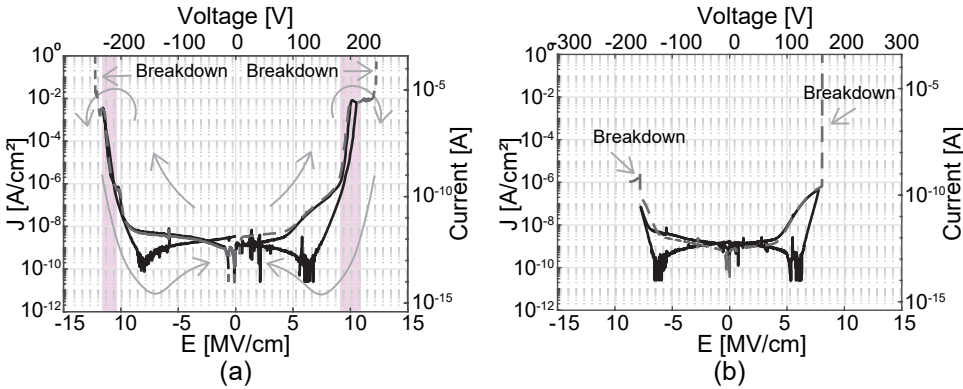 Voltage [V]
-200 -100 0 100 200
10⁰
10⁻²
10⁻⁴
10⁻⁶
10⁻⁸
10⁻¹⁰
10⁻¹²
J [A/cm²]
Breakdown Breakdown
10⁻⁵
10⁻¹⁰
10⁻¹⁵
Current [A]
-15 -10 -5 0 5 10 15
E [MV/cm]
(a)
Voltage [V]
-300 -200 -100 0 100 200 300
10⁰
10⁻²
10⁻⁴
10⁻⁶
10⁻⁸
10⁻¹⁰
10⁻¹²
J [A/cm²]
Breakdown
Breakdown
10⁻⁵
10⁻¹⁰
10⁻¹⁵
Current [A]
-15 -10 -5 0 5 10 15
E [MV/cm]
(b)